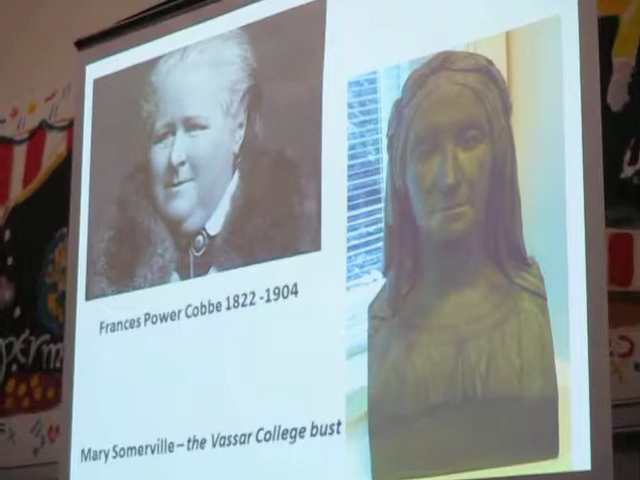 Frances Power Cobbe 1822 -1904
Mary Somerville – the Vassar College bust